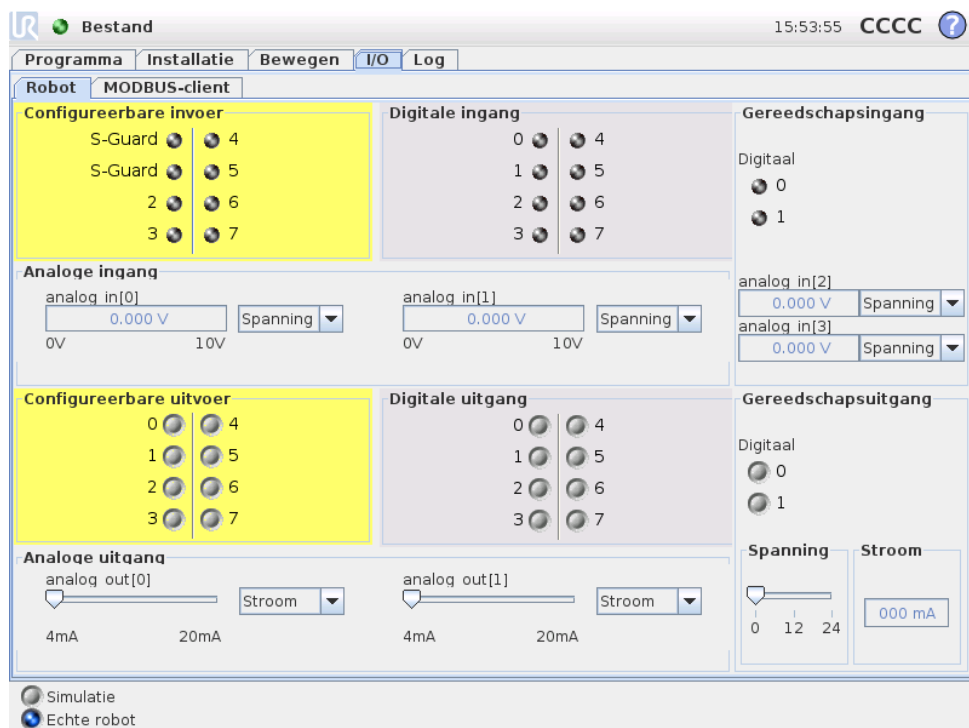 UR Bestand 15:53:55 CCCC ?
Programma Installatie Bewegen I/O Log
Robot MODBUS-client
Configureerbare invoer
S-Guard 4
S-Guard 5
2 6
3 7
Digitale ingang
0 4
1 5
2 6
3 7
Gereedschapsingang
Digitaal
0
1
analog in[2]
0.000 V Spanning
analog in[3]
0.000 V Spanning
Analoge ingang
analog in[0]
0.000 V Spanning
0V 10V
analog in[1]
0.000 V Spanning
0V 10V
Configureerbare uitvoer
0 4
1 5
2 6
3 7
Digitale uitgang
0 4
1 5
2 6
3 7
Gereedschapsuitgang
Digitaal
0
1
Spanning
0 12 24
Stroom
000 mA
Analoge uitgang
analog out[0]
Stroom
4mA 20mA
analog out[1]
Stroom
4mA 20mA
Simulatie
Echte robot